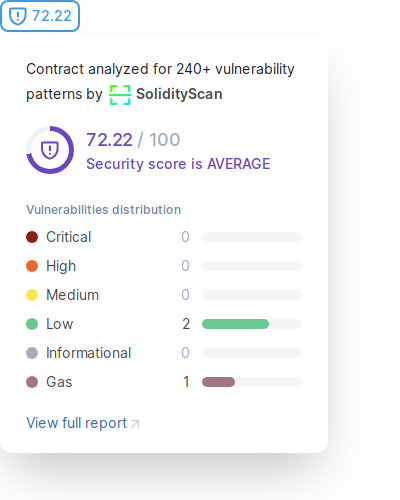 72.22
Contract analyzed for 240+ vulnerability
patterns by SolidityScan
72.22 / 100
Security score is AVERAGE
Vulnerabilities distribution
Critical 0
High 0
Medium 0
Low 2
Informational 0
Gas 1
View full report